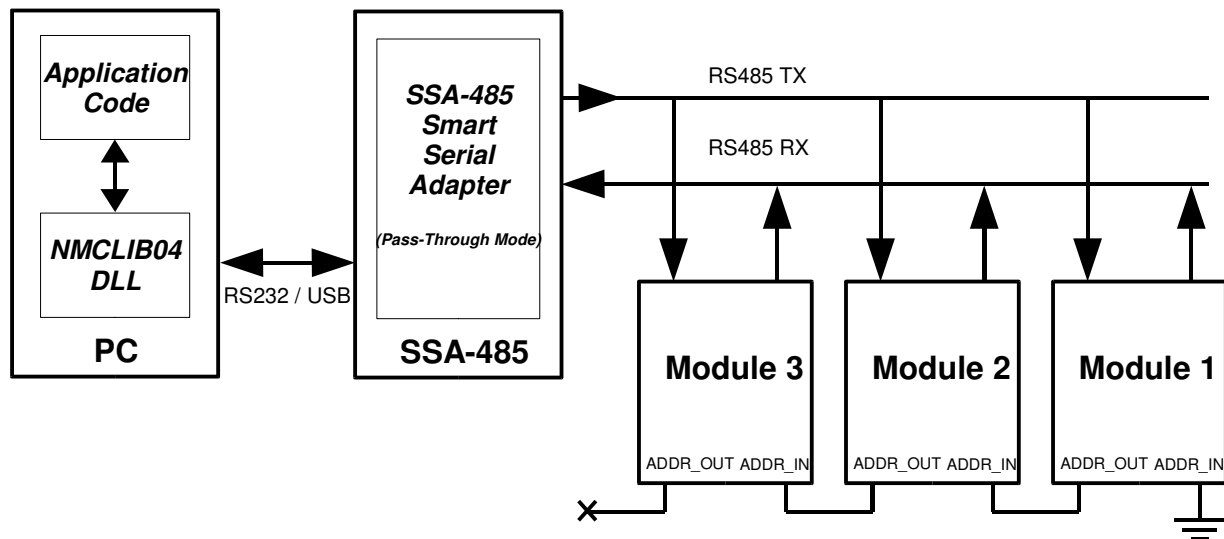 Application
Code
NMCLIB04
DLL
PC
RS232 / USB
SSA-485
Smart
Serial
Adapter
(Pass-Through Mode)
SSA-485
RS485 TX
RS485 RX
Module 3
ADDR_OUT ADDR_IN
Module 2
ADDR_OUT ADDR_IN
Module 1
ADDR_OUT ADDR_IN